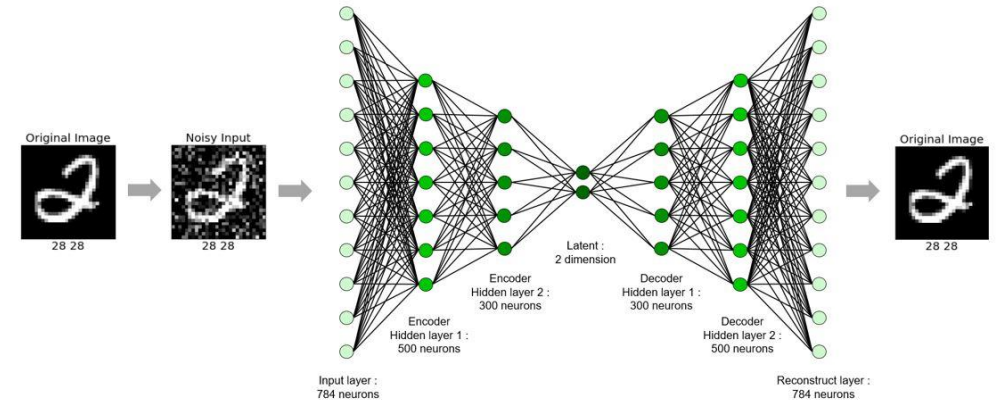 Original Image
28 28
Noisy Input
28 28
Input layer :
784 neurons
Encoder
Hidden layer 1 :
500 neurons
Encoder
Hidden layer 2 :
300 neurons
Latent :
2 dimension
Decoder
Hidden layer 1 :
300 neurons
Decoder
Hidden layer 2 :
500 neurons
Reconstruct layer :
784 neurons
Original Image
28 28